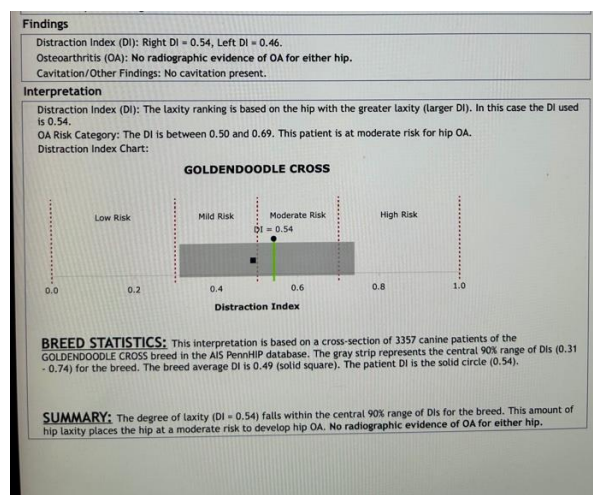 Findings
Distraction Index (DI): Right DI = 0.54, Left DI = 0.46.
Osteoarthritis (OA): No radiographic evidence of OA for either hip.
Cavitation/Other Findings: No cavitation present.
Interpretation
Distraction Index (DI): The laxity ranking is based on the hip with the greater laxity (larger DI). In this case the DI used
is 0.54.
OA Risk Category: The DI is between 0.50 and 0.69. This patient is at moderate risk for hip OA.
Distraction Index Chart:
GOLDENDOODLE CROSS
Low Risk Mild Risk Moderate Risk High Risk
DI = 0.54
0.0 0.2 0.4 0.6 0.8 1.0
Distraction Index
BREED STATISTICS: This interpretation is based on a cross-section of 3357 canine patients of the
GOLDENDOODLE CROSS breed in the AIS PennHIP database. The gray strip represents the central 90% range of DIs (0.31
- 0.74) for the breed. The breed average DI is 0.49 (solid square). The patient DI is the solid circle (0.54).
SUMMARY: The degree of laxity (DI = 0.54) falls within the central 90% range of DIs for the breed. This amount of
hip laxity places the hip at a moderate risk to develop hip OA. No radiographic evidence of OA for either hip.